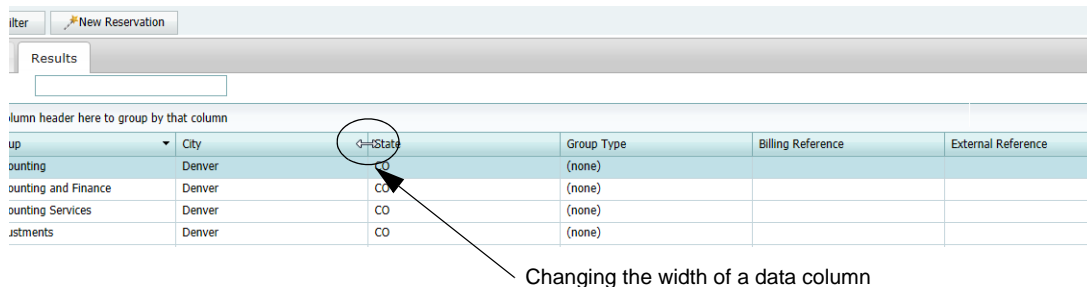 ilter New Reservation
Results
olumn header here to group by that column
up City State Group Type Billing Reference External Reference
ounting Denver CO (none)
ounting and Finance Denver CO (none)
ounting Services Denver CO (none)
ustments Denver CO (none)
Changing the width of a data column